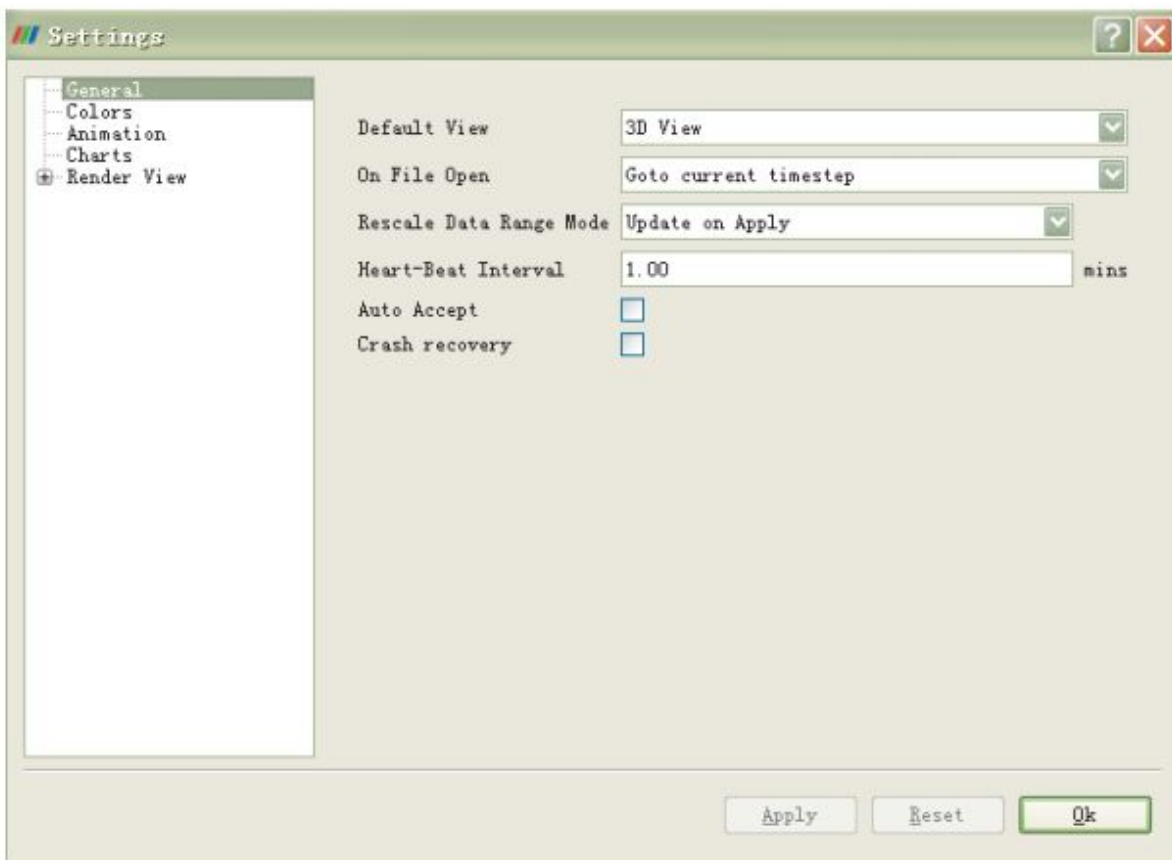 Settings
General
Colors
Animation
Charts
Render View
Default View 3D View
On File Open Goto current timestep
Rescale Data Range Mode Update on Apply
Heart-Beat Interval 1.00 mins
Auto Accept
Crash recovery
Apply Reset Ok